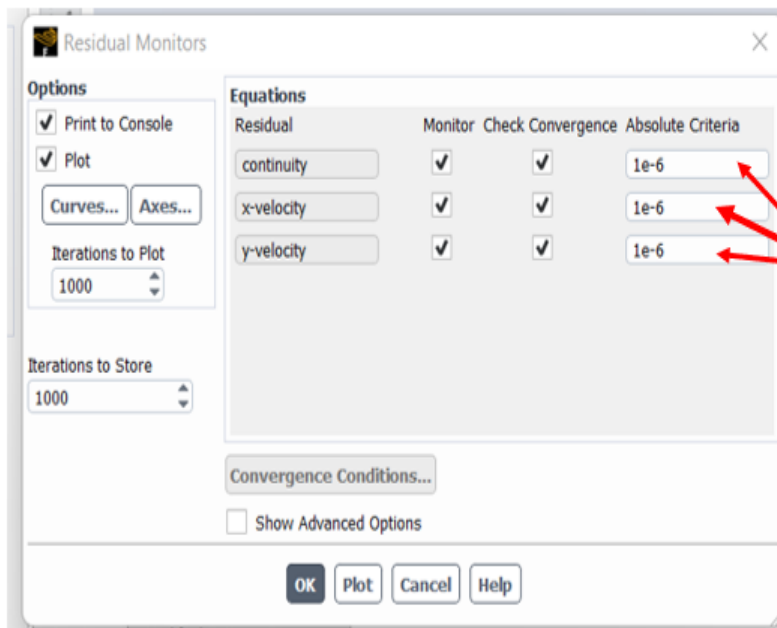 Residual Monitors
Options
Print to Console
Plot
Curves... Axes...
Iterations to Plot
1000
Iterations to Store
1000
Equations
Residual Monitor Check Convergence Absolute Criteria
continuity 1e-6
x-velocity 1e-6
y-velocity 1e-6
Convergence Conditions...
Show Advanced Options
OK Plot Cancel Help